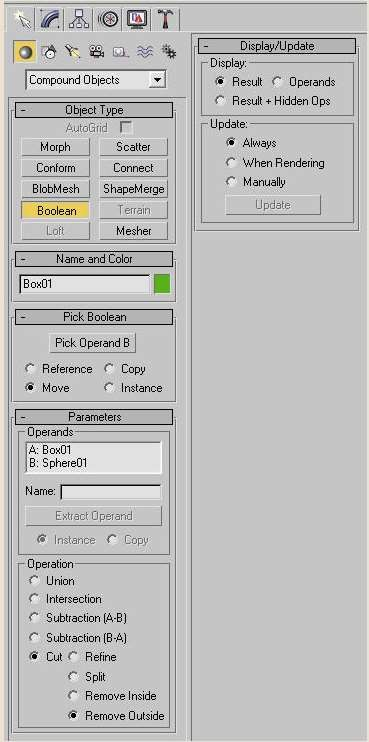 Compound Objects
- Object Type
AutoGrid
Morph Scatter
Conform Connect
BlobMesh ShapeMerge
Boolean Terrain
Loft Mesher
- Name and Color
Box01
- Pick Boolean
Pick Operand B
Reference Copy
Move Instance
- Parameters
Operands
A: Box01
B: Sphere01
Name:
Extract Operand
Instance Copy
Operation
Union
Intersection
Subtraction (A-B)
Subtraction (B-A)
Cut Refine
Split
Remove Inside
Remove Outside
- Display/Update
Display:
Result Operands
Result + Hidden Ops
Update:
Always
When Rendering
Manually
Update